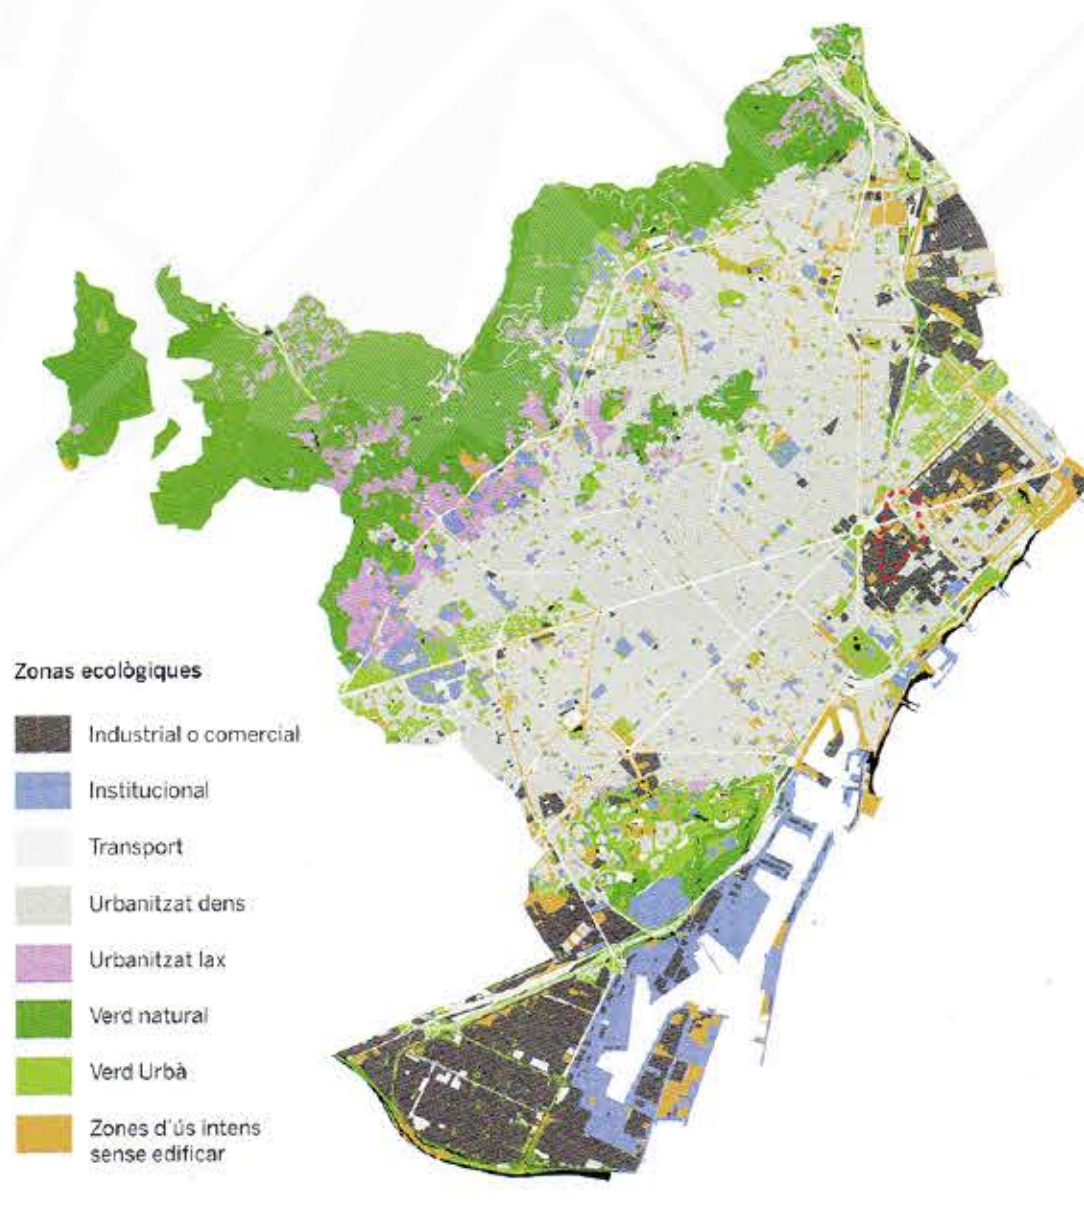 Zonas ecològiques
Industrial o comercial
Institucional
Transport
Urbanitzat dens
Urbanitzat lax
Verd natural
Verd Urbà
Zones d'ús intens
sense edificar